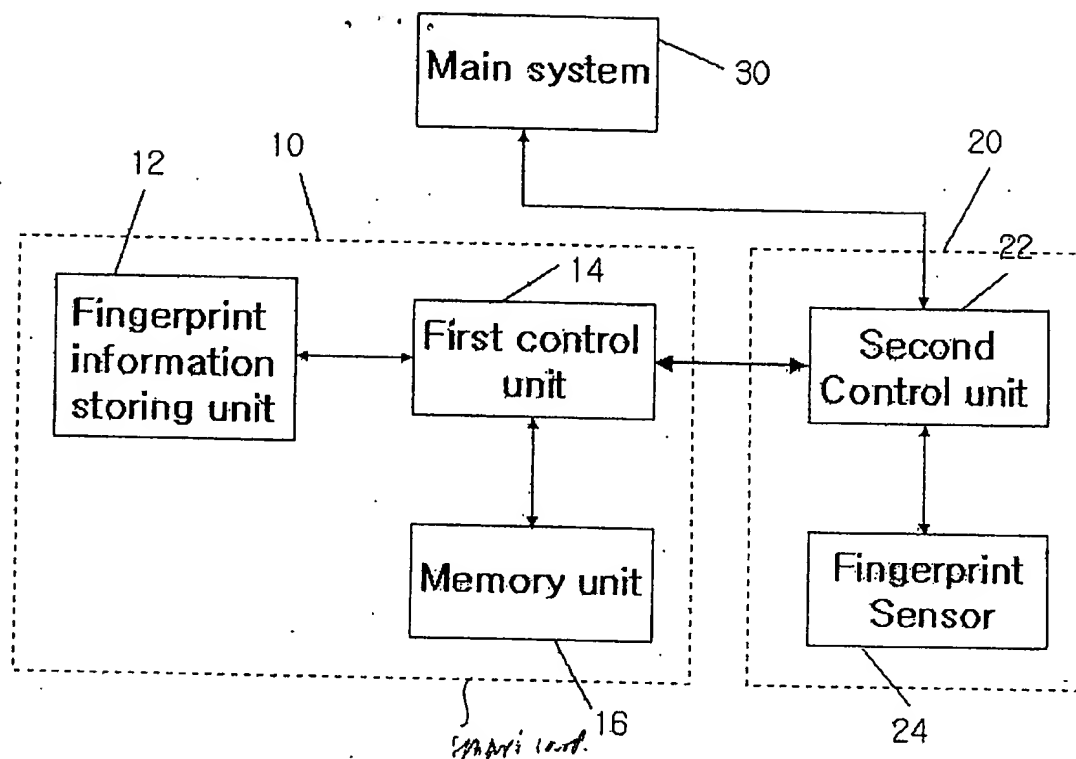 Main system
30
10
20
12
22
14
Fingerprint
information
storing unit
First control
unit
Second
Control unit
Memory unit
Fingerprint
Sensor
16
24